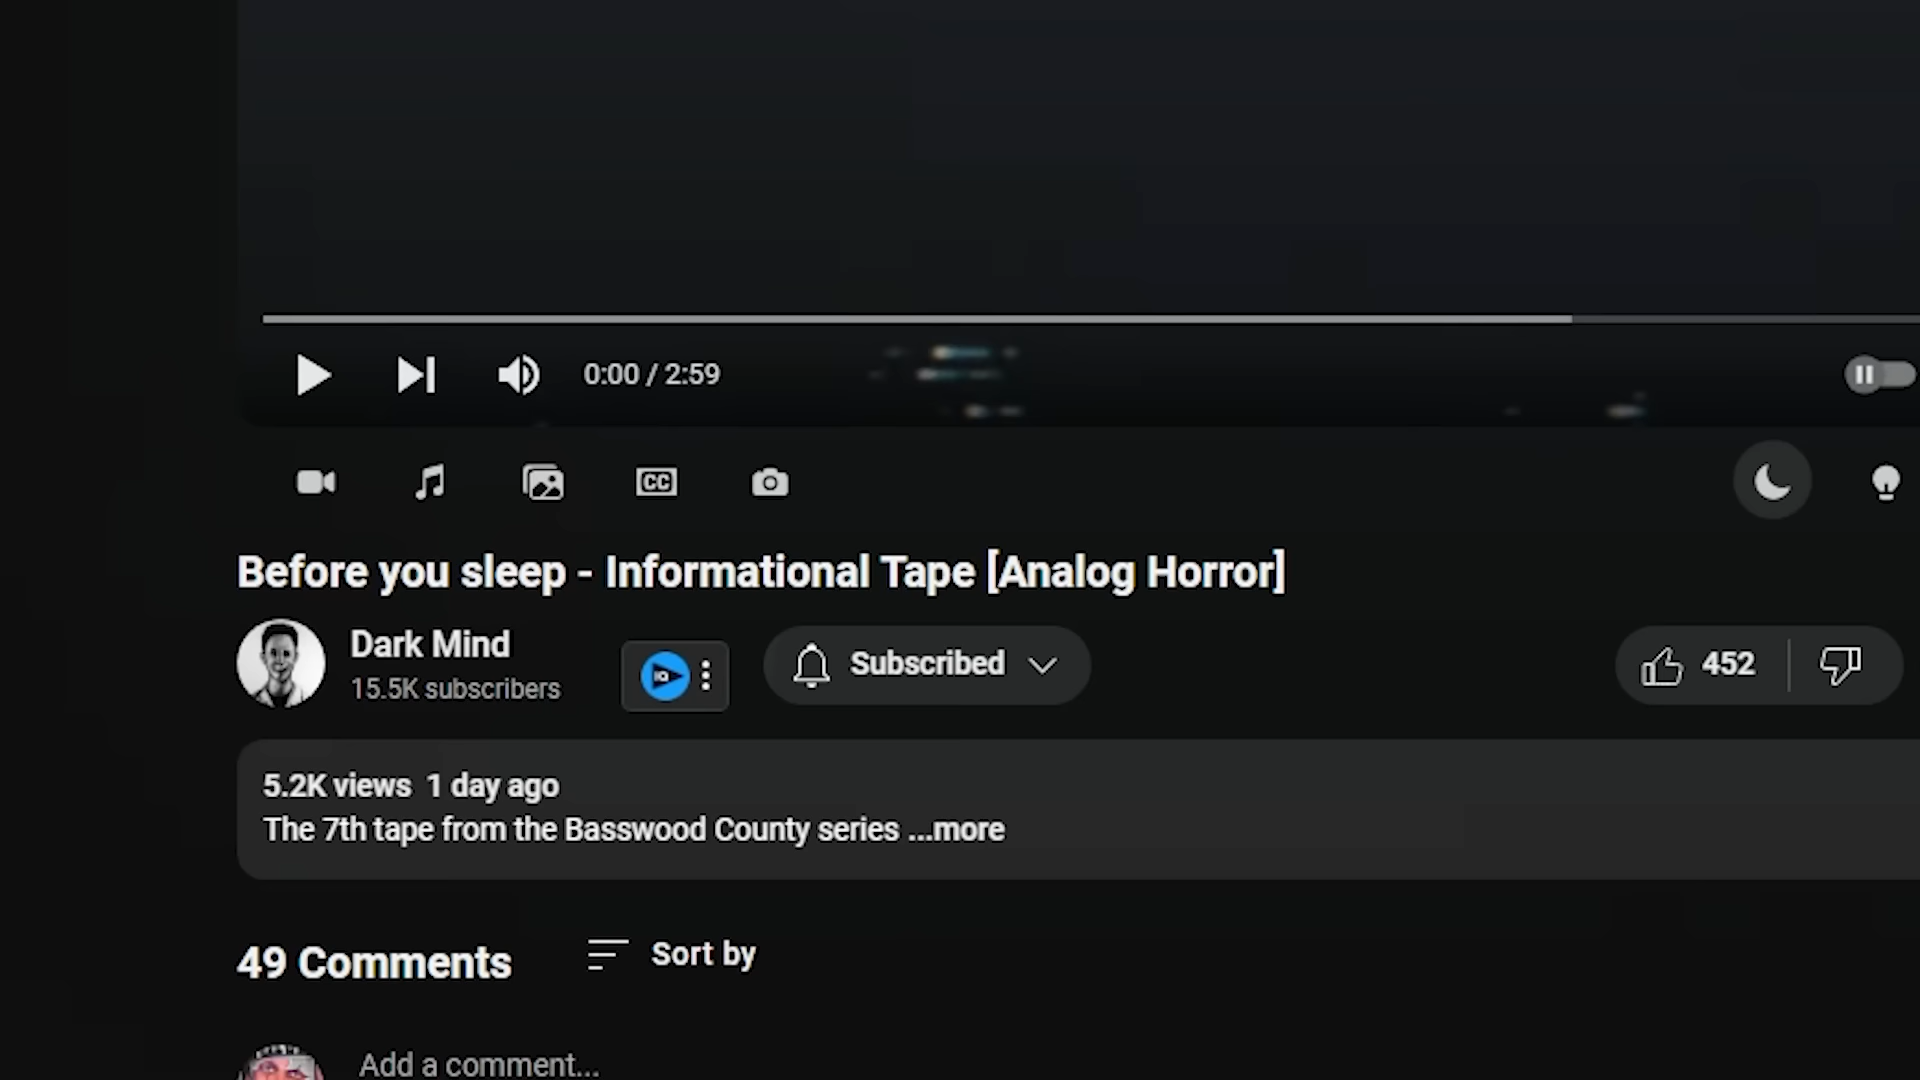 0:00 / 2:59
CC
Before you sleep - Informational Tape [Analog Horror]
Dark Mind
15.5K subscribers
IQ
Subscribed
452
5.2K views 1 day ago
The 7th tape from the Basswood County series ...more
49 Comments
Sort by
Add a comment...